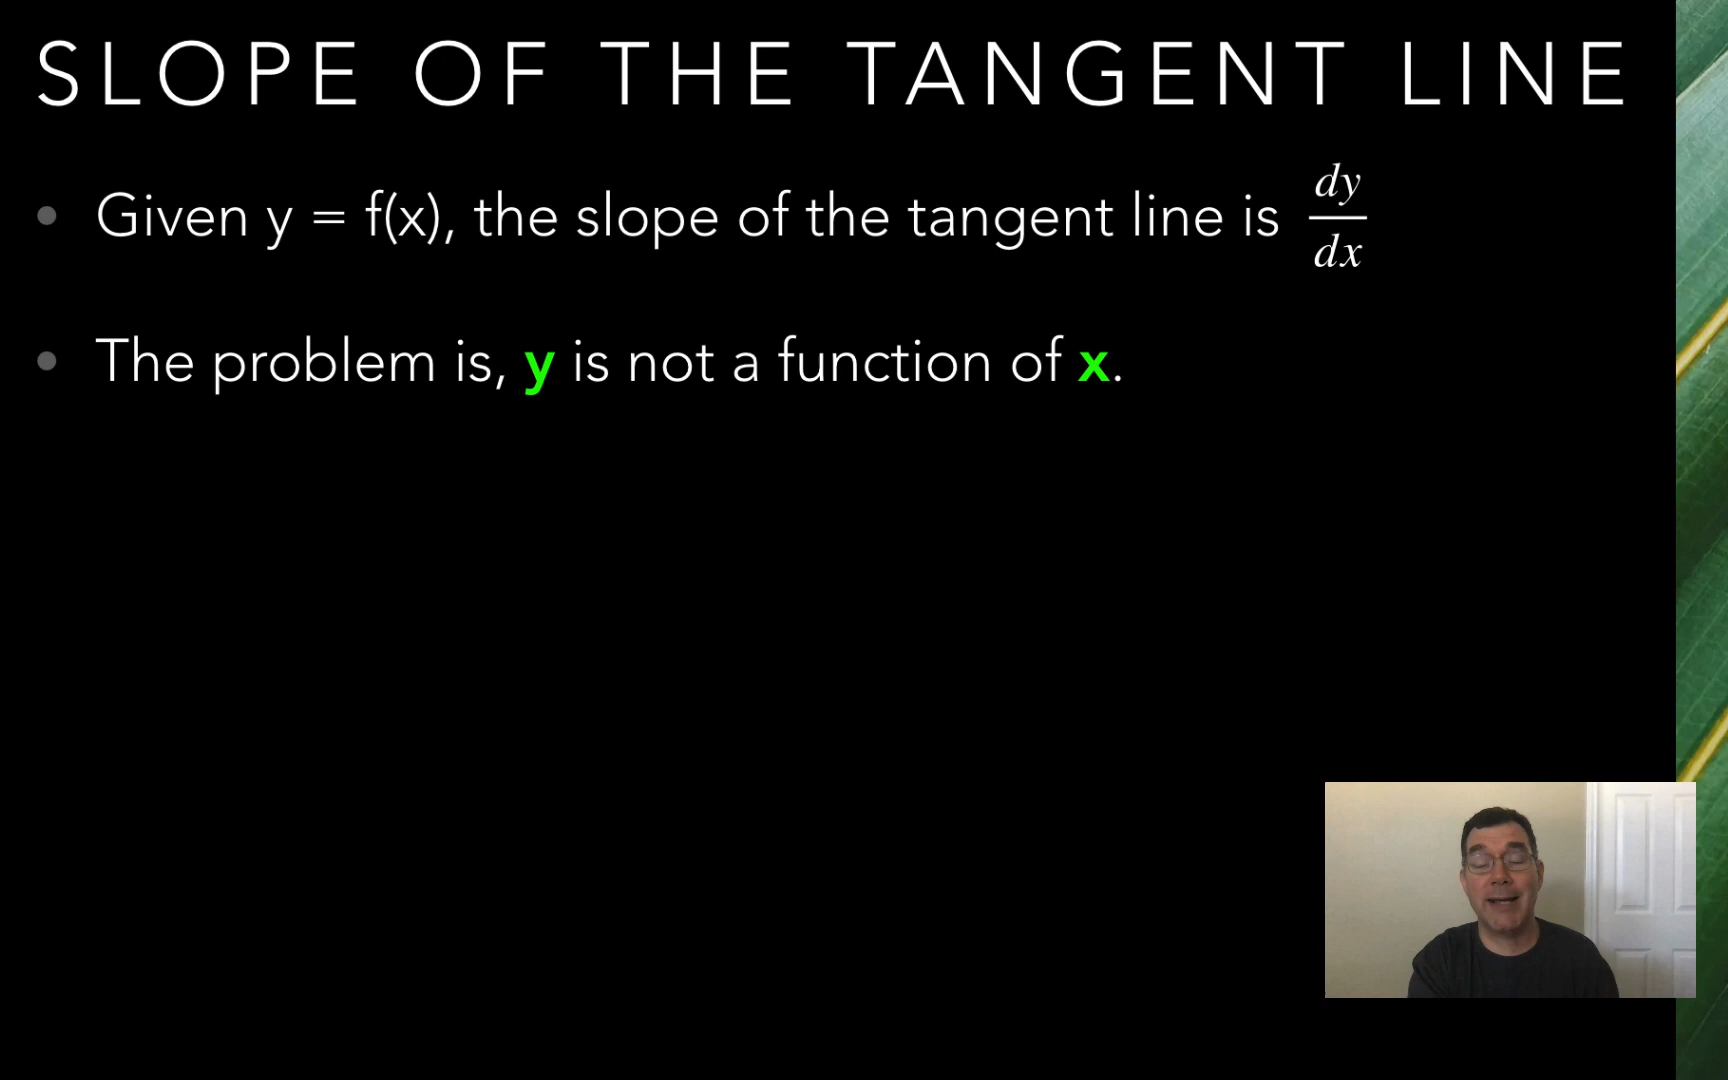 SLOPE OF THE TANGENT LINE
• Given y = f(x), the slope of the tangent line is dy/dx
• The problem is, y is not a function of x.